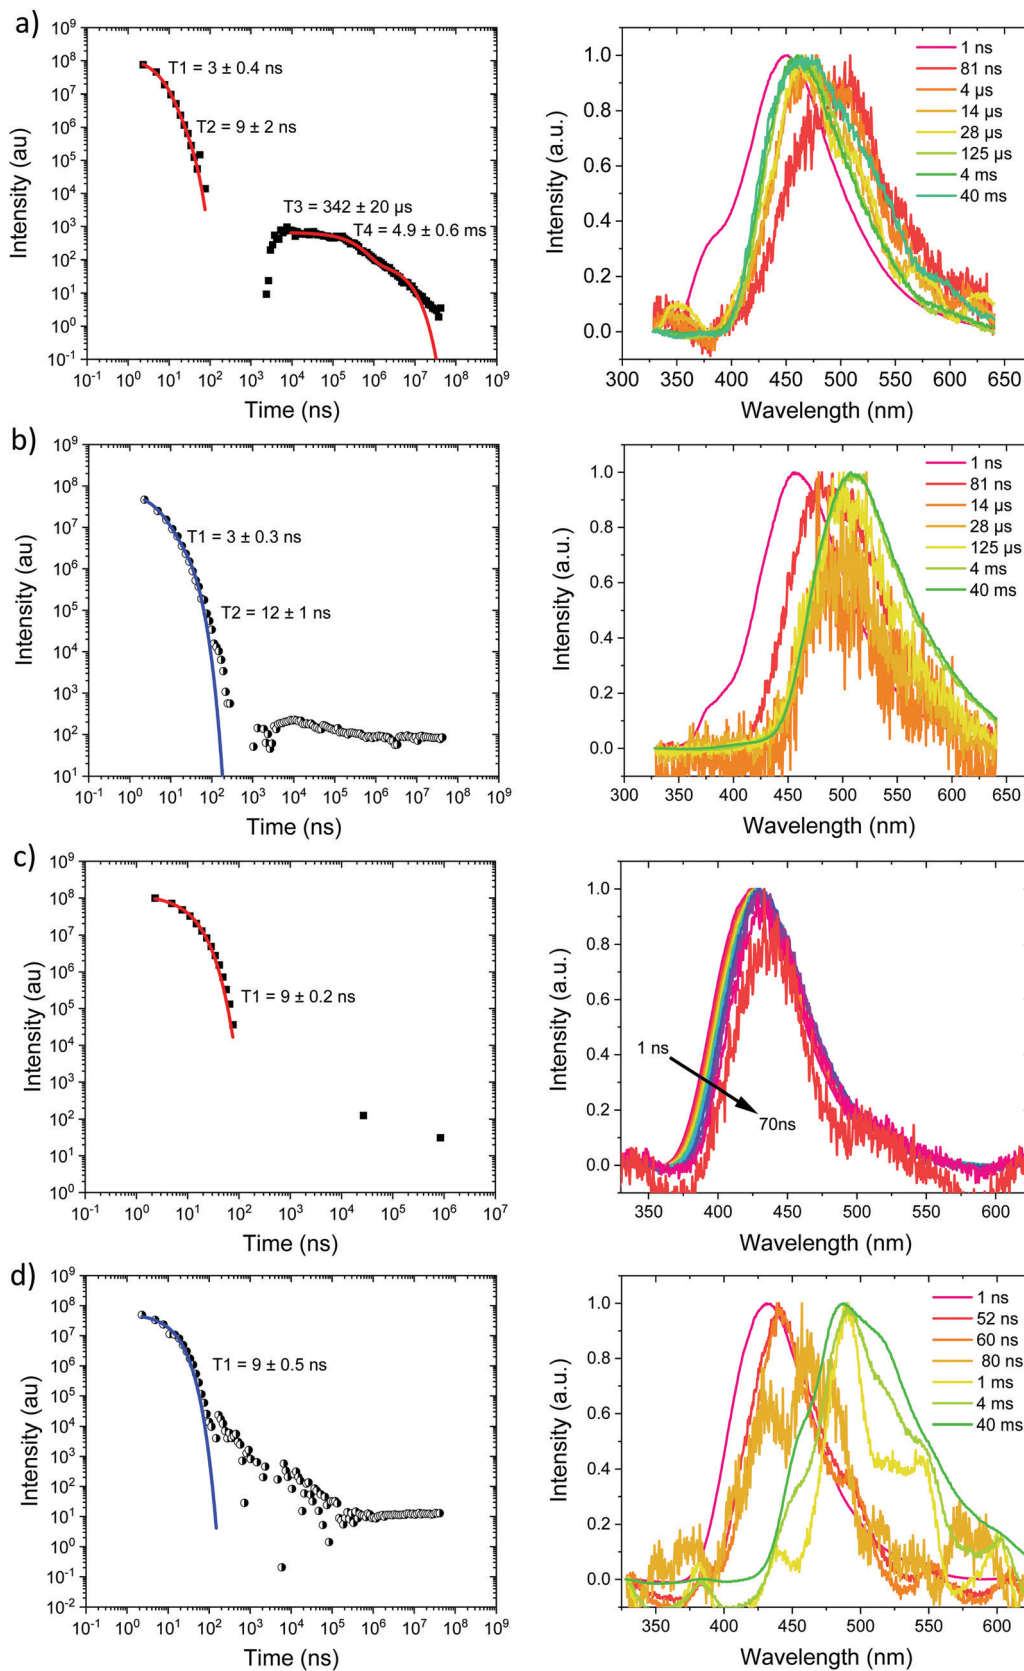 a)
10⁹
10⁸
10⁷
10⁶
10⁵
10⁴
10³
10²
10¹
10⁰
10⁻¹
Intensity (au)
T1 = 3 ± 0.4 ns
T2 = 9 ± 2 ns
T3 = 342 ± 20 µs
T4 = 4.9 ± 0.6 ms
10⁻¹ 10⁰ 10¹ 10² 10³ 10⁴ 10⁵ 10⁶ 10⁷ 10⁸ 10⁹
Time (ns)
1.0
0.8
0.6
0.4
0.2
0.0
Intensity (a.u.)
1 ns
81 ns
4 µs
14 µs
28 µs
125 µs
4 ms
40 ms
300 350 400 450 500 550 600 650
Wavelength (nm)
b)
10⁹
10⁸
10⁷
10⁶
10⁵
10⁴
10³
10²
10¹
Intensity (au)
T1 = 3 ± 0.3 ns
T2 = 12 ± 1 ns
10⁻¹ 10⁰ 10¹ 10² 10³ 10⁴ 10⁵ 10⁶ 10⁷ 10⁸ 10⁹
Time (ns)
1.0
0.8
0.6
0.4
0.2
0.0
Intensity (a.u.)
1 ns
81 ns
14 µs
28 µs
125 µs
4 ms
40 ms
300 350 400 450 500 550 600 650
Wavelength (nm)
c)
10⁹
10⁸
10⁷
10⁶
10⁵
10⁴
10³
10²
10¹
10⁰
Intensity (au)
T1 = 9 ± 0.2 ns
10⁻¹ 10⁰ 10¹ 10² 10³ 10⁴ 10⁵ 10⁶ 10⁷
Time (ns)
1.0
0.8
0.6
0.4
0.2
0.0
Intensity (a.u.)
1 ns
70ns
350 400 450 500 550 600
Wavelength (nm)
d)
10⁹
10⁸
10⁷
10⁶
10⁵
10⁴
10³
10²
10¹
10⁰
10⁻¹
10⁻²
Intensity (au)
T1 = 9 ± 0.5 ns
10⁻¹ 10⁰ 10¹ 10² 10³ 10⁴ 10⁵ 10⁶ 10⁷ 10⁸ 10⁹
Time (ns)
1.0
0.8
0.6
0.4
0.2
0.0
Intensity (a.u.)
1 ns
52 ns
60 ns
80 ns
1 ms
4 ms
40 ms
350 400 450 500 550 600
Wavelength (nm)